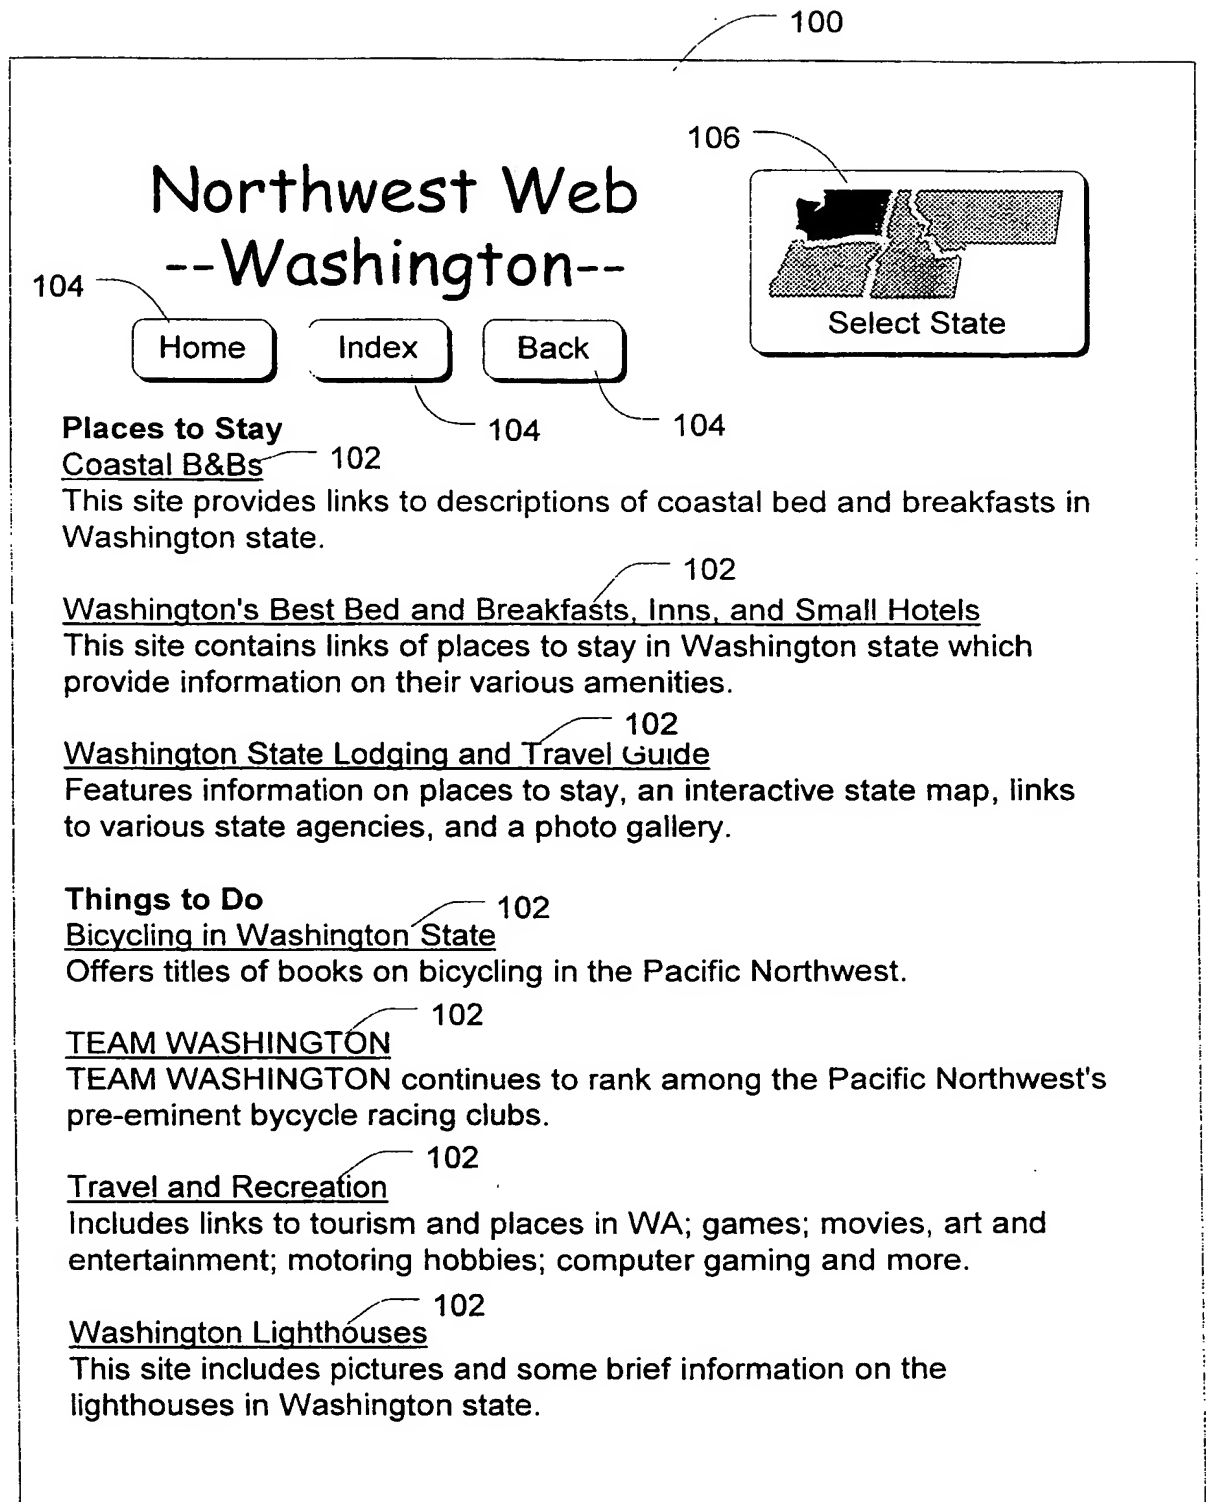 100
106
Northwest Web
--Washington--
104
Select State
Home Index Back
104 104
Places to Stay
Coastal B&Bs 102
This site provides links to descriptions of coastal bed and breakfasts in
Washington state.
102
Washington's Best Bed and Breakfasts, Inns, and Small Hotels
This site contains links of places to stay in Washington state which
provide information on their various amenities.
102
Washington State Lodging and Travel Guide
Features information on places to stay, an interactive state map, links
to various state agencies, and a photo gallery.
Things to Do
102
Bicycling in Washington State
Offers titles of books on bicycling in the Pacific Northwest.
102
TEAM WASHINGTON
TEAM WASHINGTON continues to rank among the Pacific Northwest's
pre-eminent bycycle racing clubs.
102
Travel and Recreation
Includes links to tourism and places in WA; games; movies, art and
entertainment; motoring hobbies; computer gaming and more.
102
Washington Lighthouses
This site includes pictures and some brief information on the
lighthouses in Washington state.